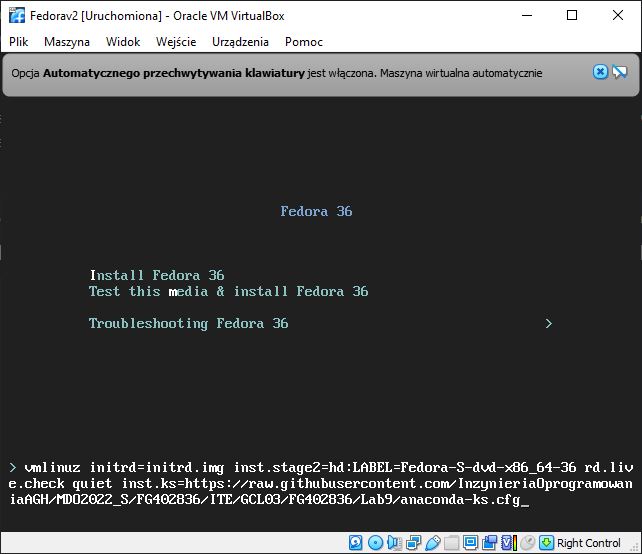 Fedorav2 [Uruchomiona] - Oracle VM VirtualBox
Plik Maszyna Widok Wejście Urządzenia Pomoc
Opcja Automatycznego przechwytywania klawiatury jest włączona. Maszyna wirtualna automatycznie
Fedora 36
Install Fedora 36
Test this media & install Fedora 36
Troubleshooting Fedora 36 >
> vmlinuz initrd=initrd.img inst.stage2=hd:LABEL=Fedora-S-dvd-x86_64-36 rd.liv
e.check quiet inst.ks=https://raw.githubusercontent.com/InzynieriaOprogramowan
iaAGH/MDO2022_S/FG402836/ITE/GCL03/FG402836/Lab9/anaconda-ks.cfg_
Right Control